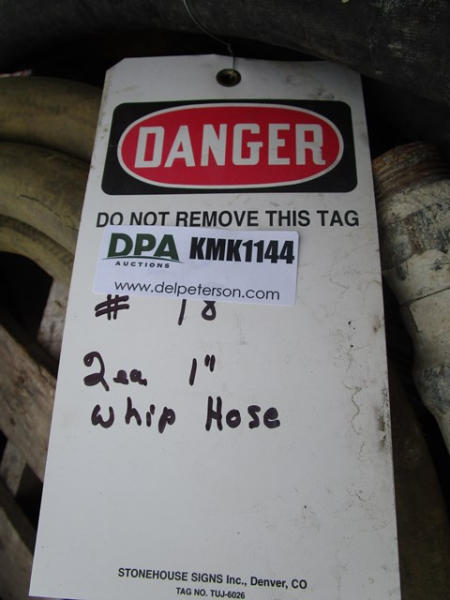 DANGER
DO NOT REMOVE THIS TAG
DPA KMK1144
AUCTIONS
www.delpeterson.com
# 18
2ea 1"
Whip Hose
STONEHOUSE SIGNS Inc., Denver, CO
TAG NO. TUJ-6026